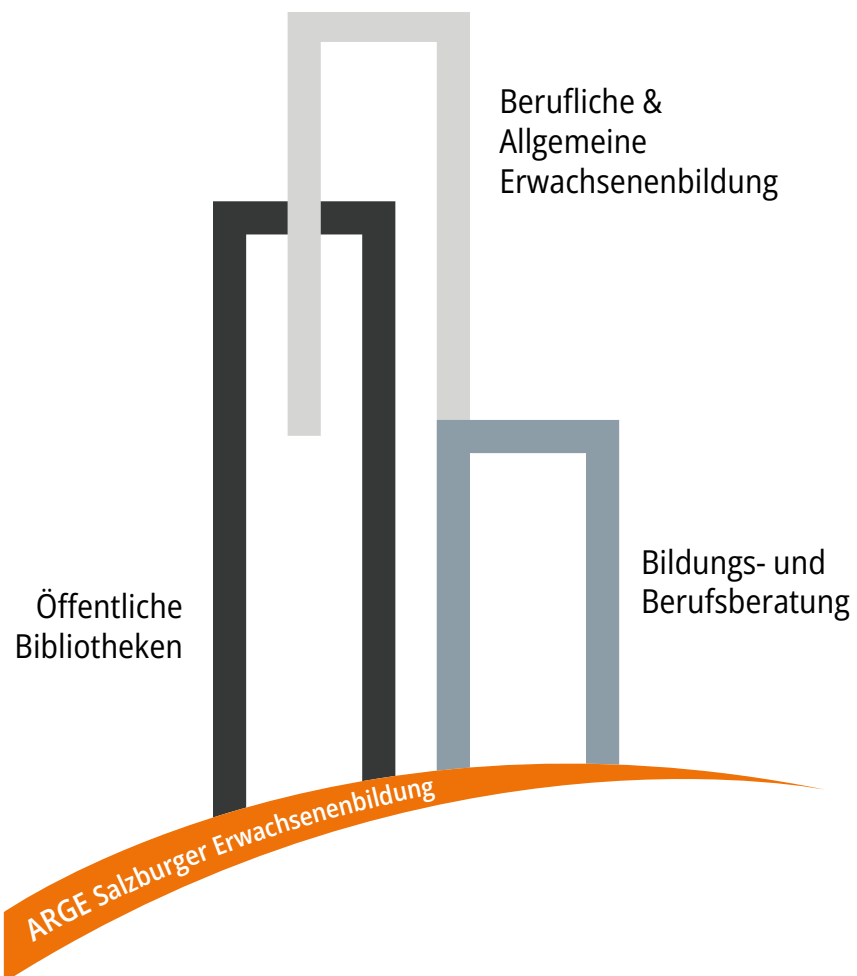 Berufliche &
Allgemeine
Erwachsenenbildung
Bildungs- und
Berufsberatung
Öffentliche
Bibliotheken
ARGE Salzburger Erwachsenenbildung